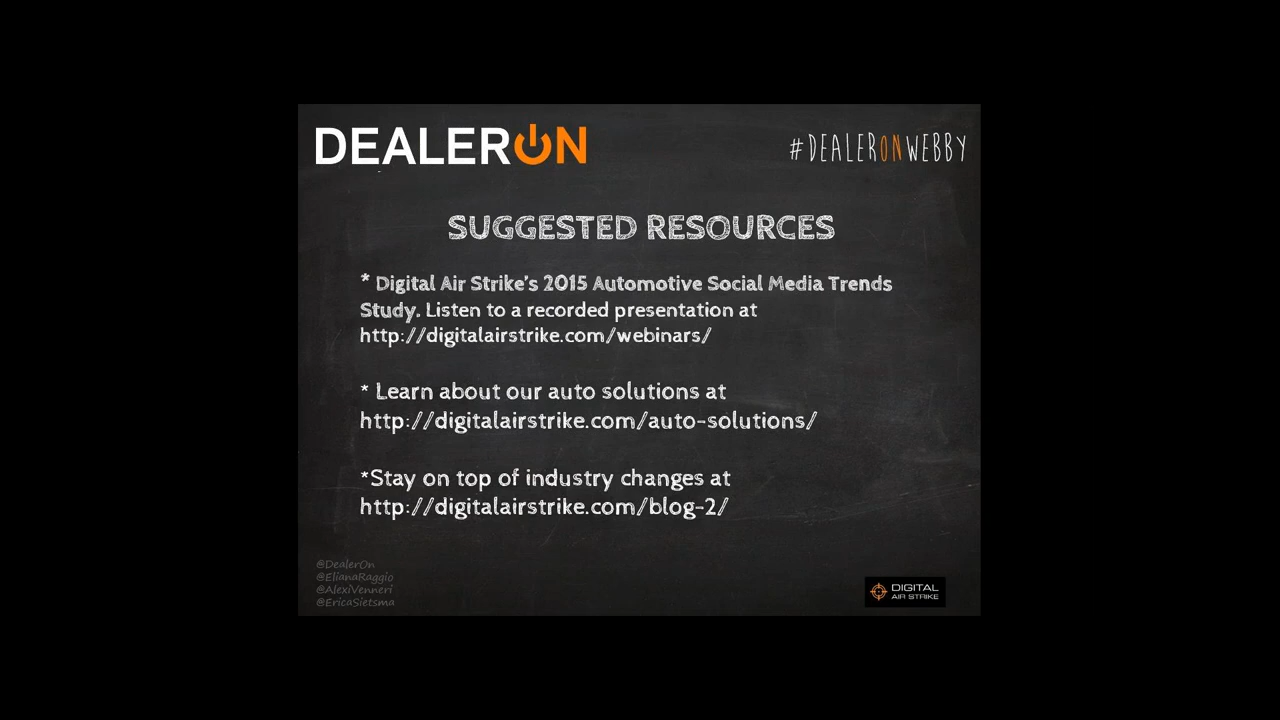 DEALERON
#DEALERONWEBBY
SUGGESTED RESOURCES
* Digital Air Strike's 2015 Automotive Social Media Trends
Study. Listen to a recorded presentation at
http://digitalairstrike.com/webinars/
* Learn about our auto solutions at
http://digitalairstrike.com/auto-solutions/
*Stay on top of industry changes at
http://digitalairstrike.com/blog-2/
@DealerOn
@ElianaRaggio
@AlexiVenneri
@EricaSietsma
DIGITAL
AIR STRIKE